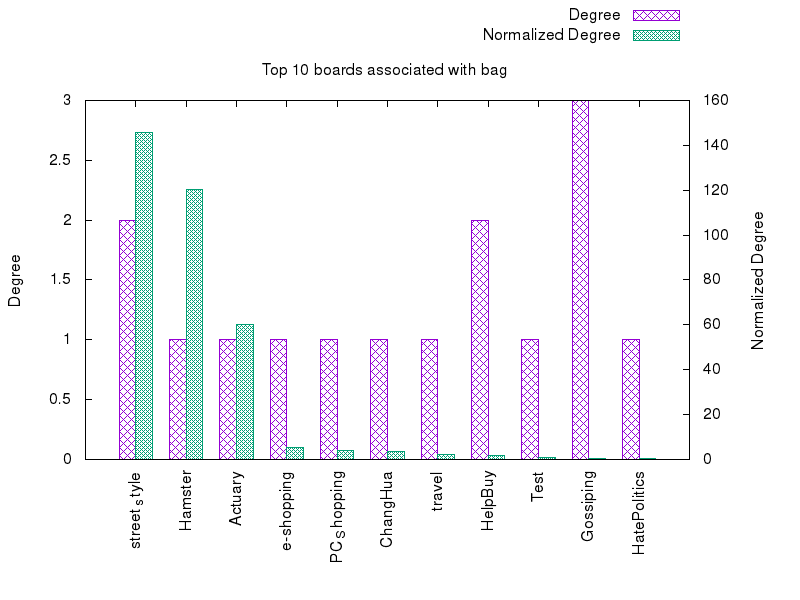 Degree
Normalized Degree
Top 10 boards associated with bag
3
2.5
2
1.5
1
0.5
0
160
140
120
100
80
60
40
20
0
Degree
Normalized Degree
street_style
Hamster
Actuary
e-shopping
PC_Shopping
ChangHua
travel
HelpBuy
Test
Gossiping
HatePolitics